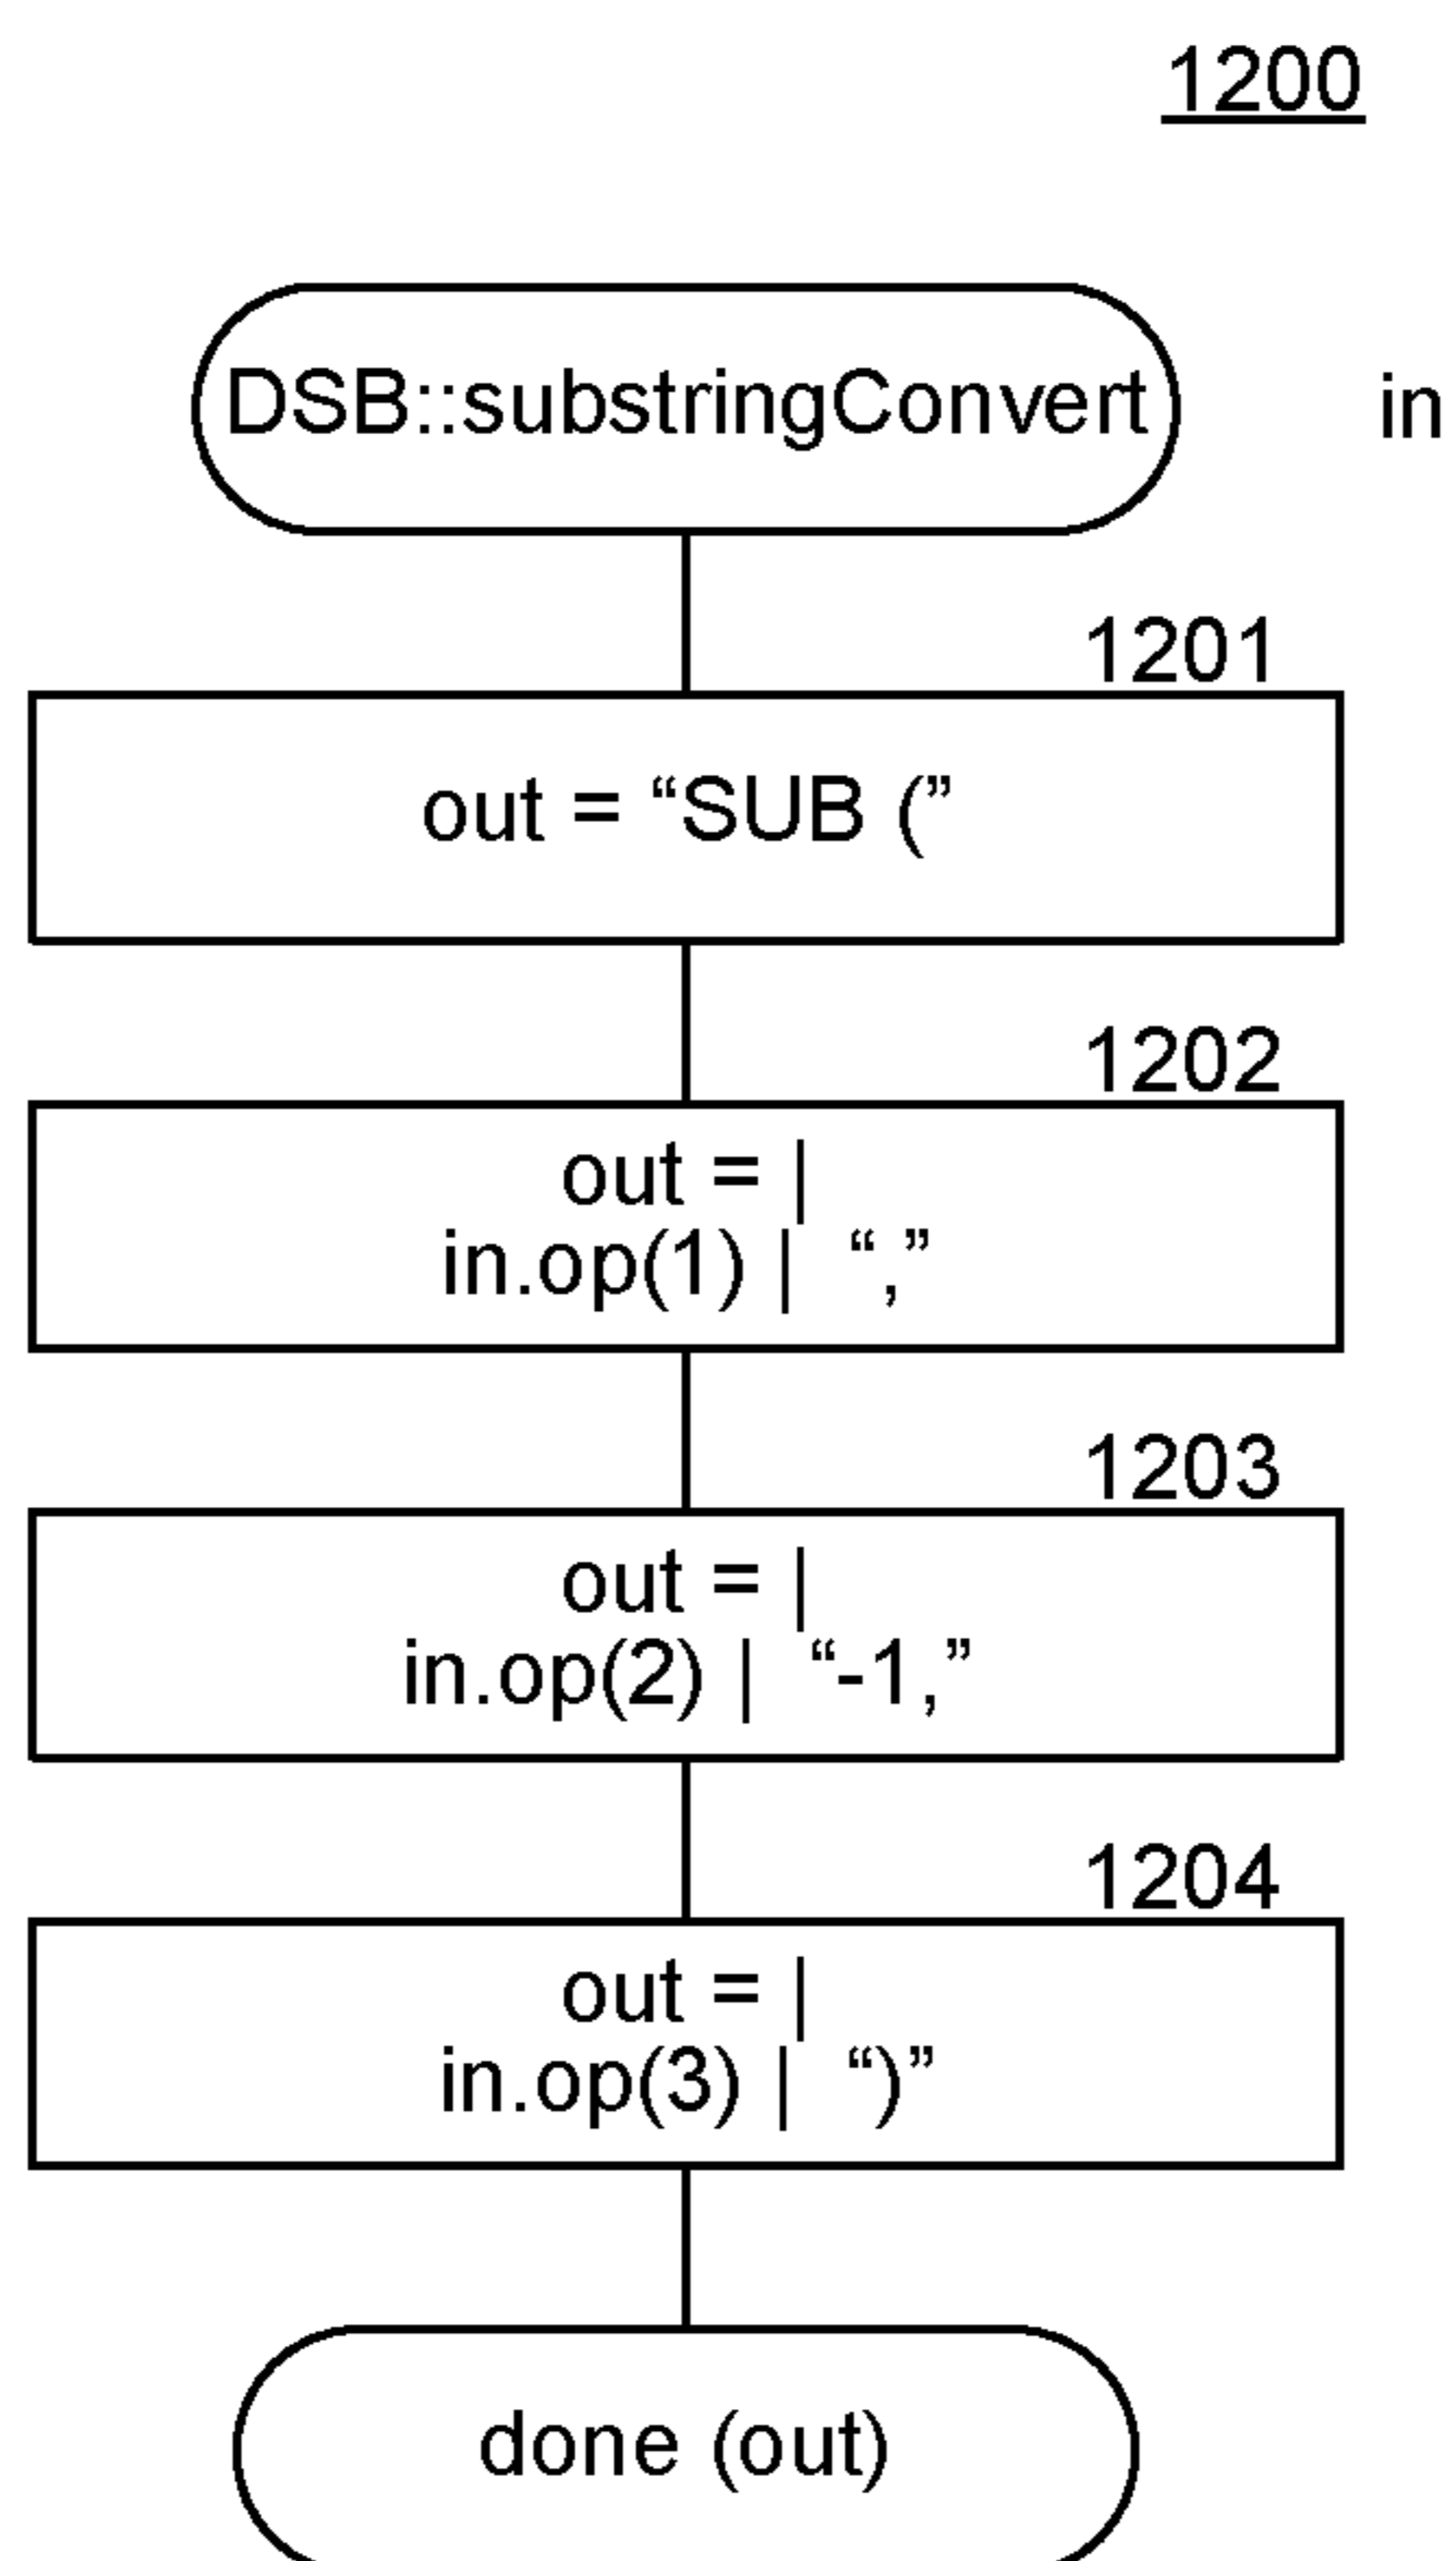 1200
DSB::substringConvert in
1201
out = “SUB (”
1202
out = |
in.op(1) | “,”
1203
out = |
in.op(2) | “-1,”
1204
out = |
in.op(3) | “)”
done (out)